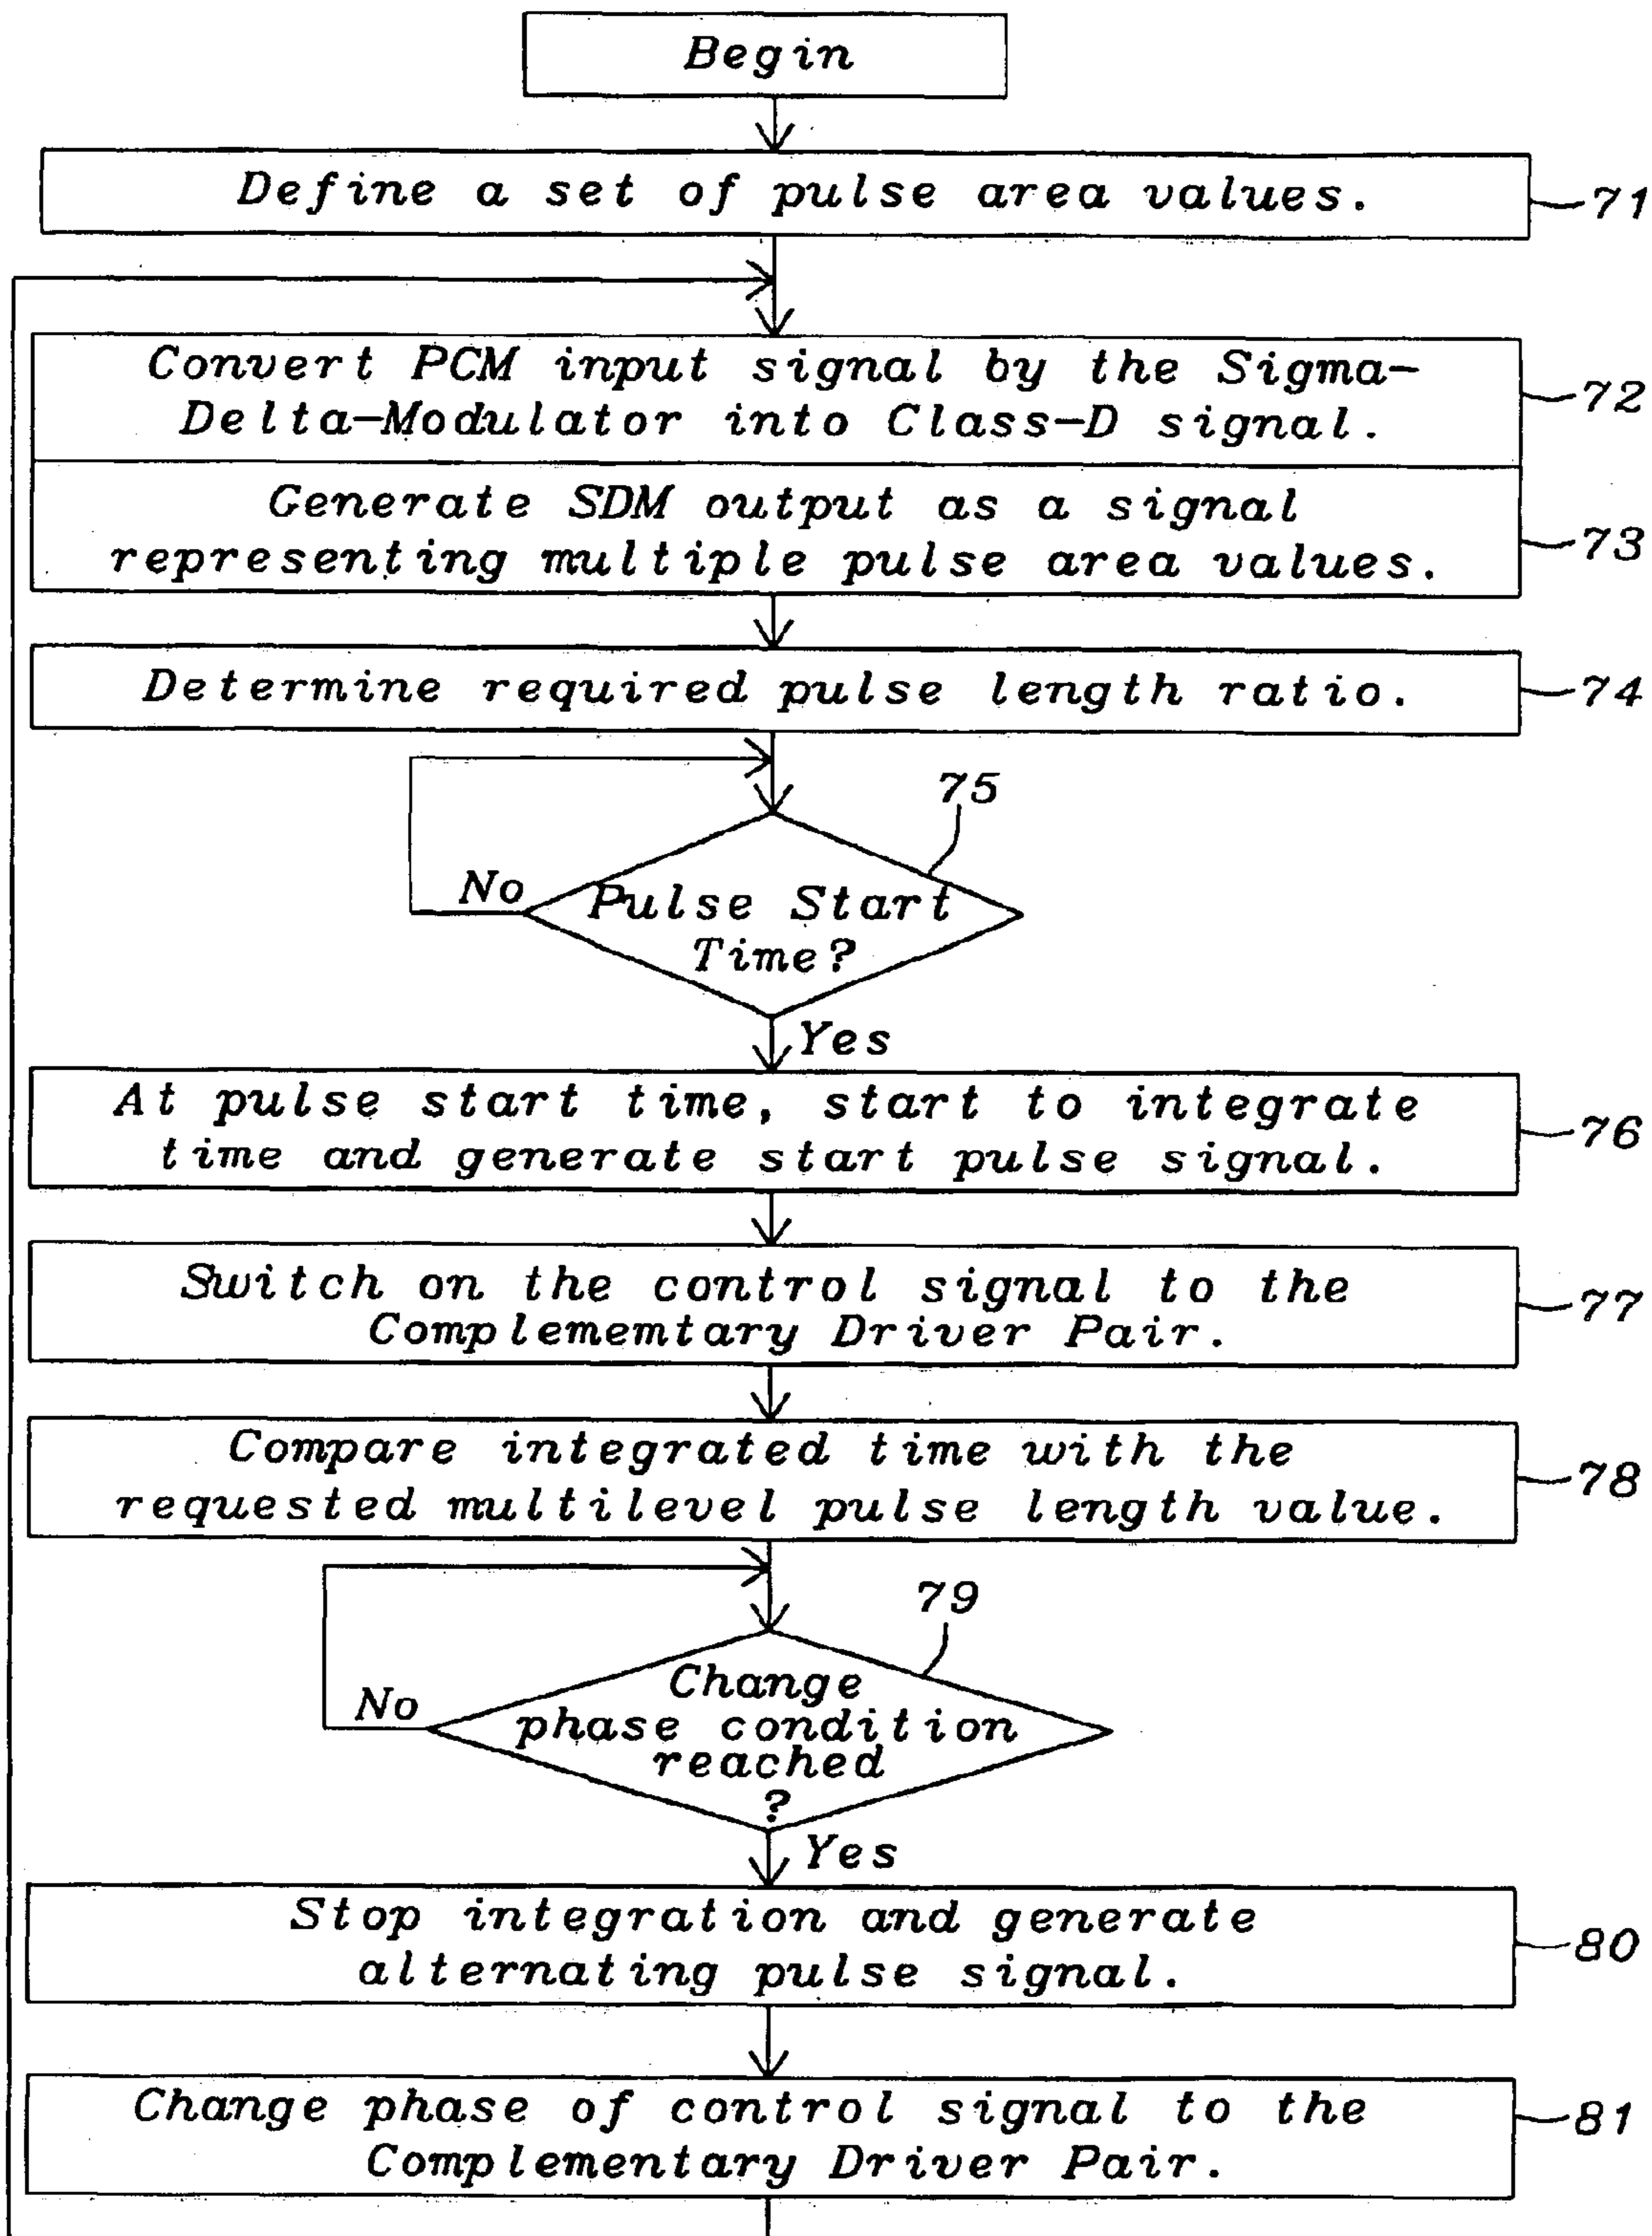 Begin
Define a set of pulse area values.
71
Convert PCM input signal by the Sigma-
Delta-Modulator into Class-D signal.
72
Generate SDM output as a signal
representing multiple pulse area values.
73
Determine required pulse length ratio.
74
75
No
Pulse Start
Time?
Yes
At pulse start time, start to integrate
time and generate start pulse signal.
76
Switch on the control signal to the
Complememtary Driver Pair.
77
Compare integrated time with the
requested multilevel pulse length value.
78
79
Change
No
phase condition
reached
?
Yes
Stop integration and generate
alternating pulse signal.
80
Change phase of control signal to the
Complementary Driver Pair.
81